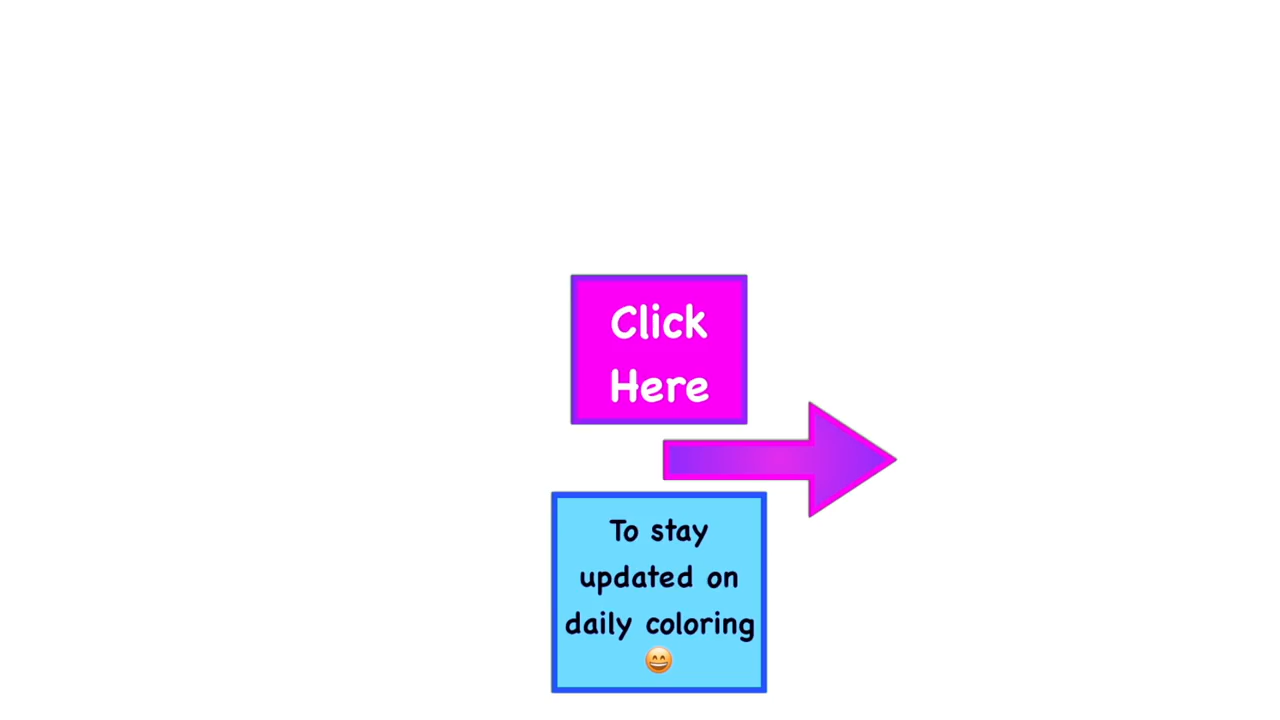 Click
Here
To stay
updated on
daily coloring
😄